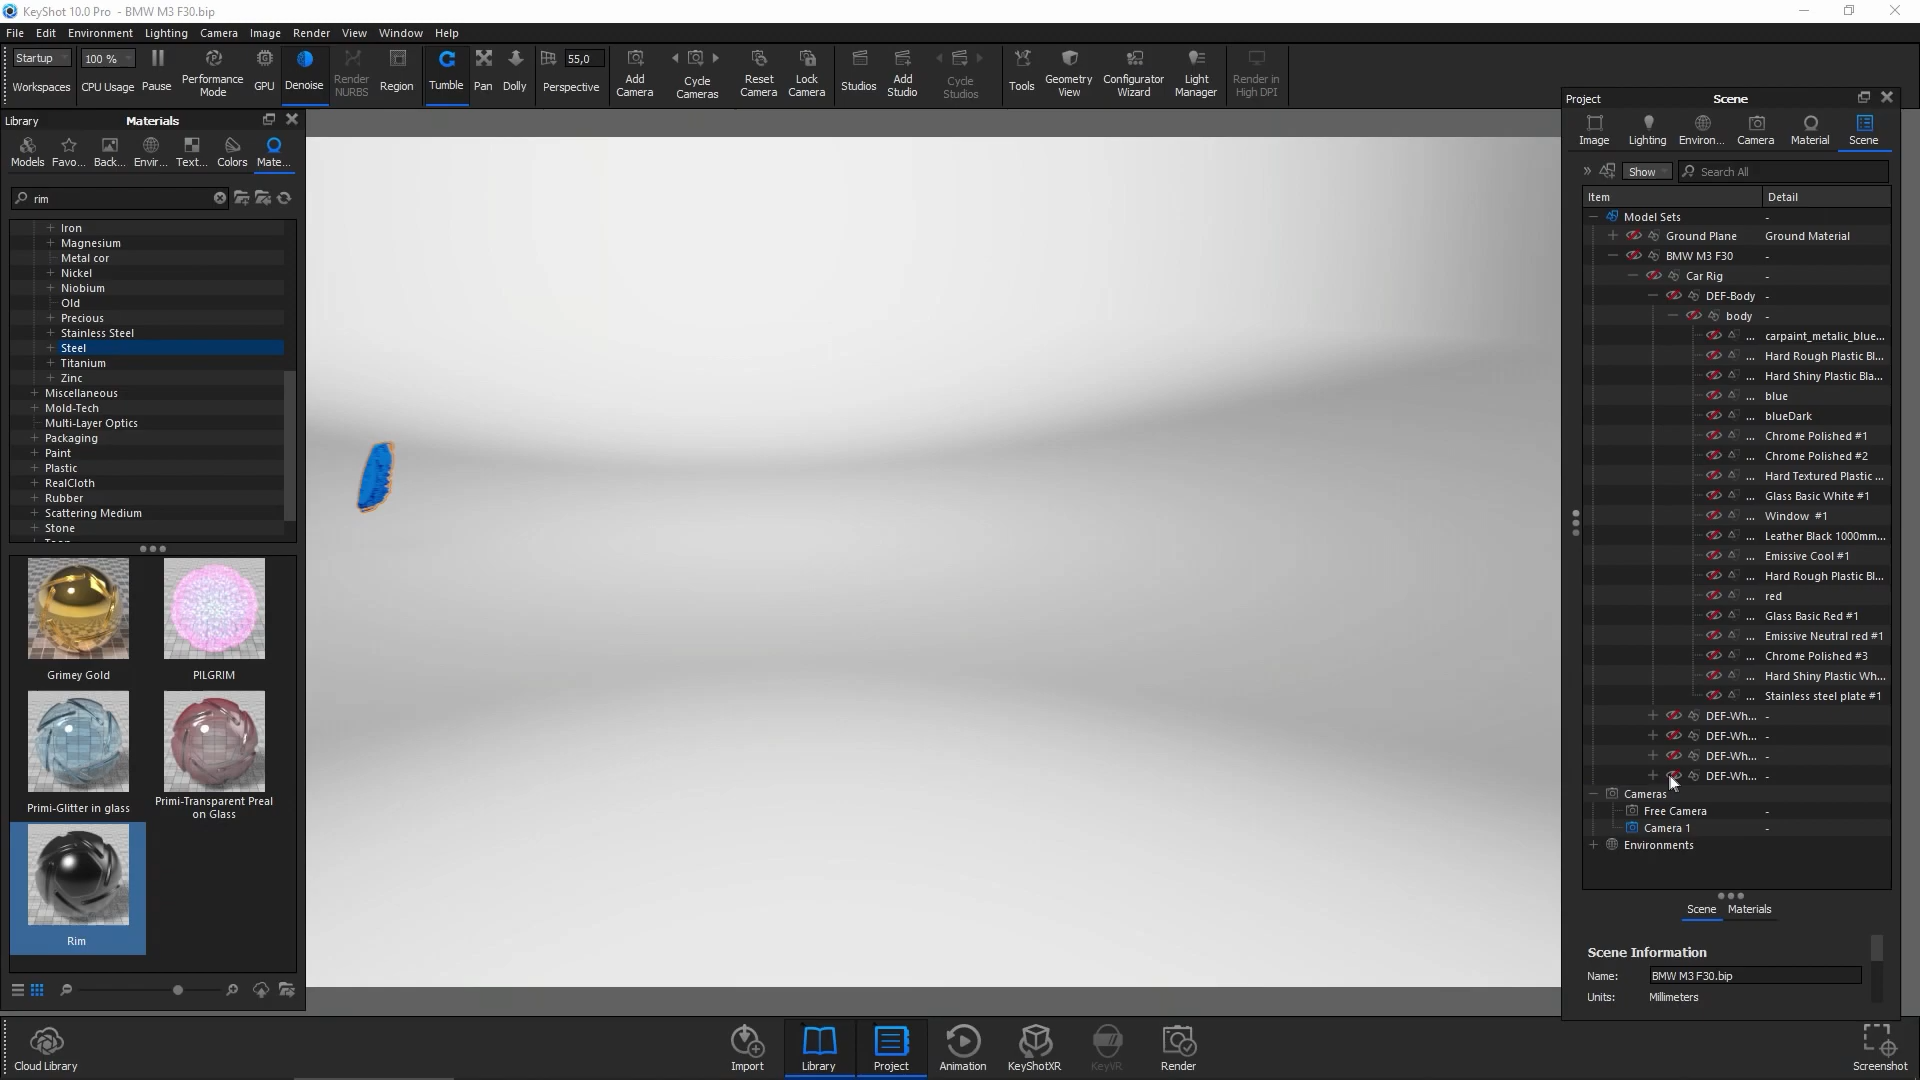 KeyShot 10.0 Pro - BMW M3 F30.bip
File Edit Environment Lighting Camera Image Render View Window Help
Startup 100 % 55,0
Workspaces CPU Usage Pause Performance Mode GPU Denoise Render NURBS Region Tumble Pan Dolly Perspective Add Camera Cycle Cameras Reset Camera Lock Camera Studios Add Studio Cycle Studios Tools Geometry View Configurator Wizard Light Manager Render in High DPI
Library Materials
Models Favo... Back... Envir... Text... Colors Mate...
rim
Iron
Magnesium
Metal cor
Nickel
Niobium
Old
Precious
Stainless Steel
Steel
Titanium
Zinc
Miscellaneous
Mold-Tech
Multi-Layer Optics
Packaging
Paint
Plastic
RealCloth
Rubber
Scattering Medium
Stone
Grimey Gold
PILGRIM
Primi-Glitter in glass
Primi-Transparent Preal on Glass
Rim
Project Scene
Image Lighting Environ... Camera Material Scene
Show Search All
Item Detail
Model Sets -
Ground Plane Ground Material
BMW M3 F30 -
Car Rig -
DEF-Body -
body -
... carpaint_metalic_blue...
... Hard Rough Plastic Bl...
... Hard Shiny Plastic Bla...
... blue
... blueDark
... Chrome Polished #1
... Chrome Polished #2
... Hard Textured Plastic ...
... Glass Basic White #1
... Window #1
... Leather Black 1000mm...
... Emissive Cool #1
... Hard Rough Plastic Bl...
... red
... Glass Basic Red #1
... Emissive Neutral red #1
... Chrome Polished #3
... Hard Shiny Plastic Wh...
... Stainless steel plate #1
DEF-Wh... -
DEF-Wh... -
DEF-Wh... -
DEF-Wh... -
Cameras
Free Camera -
Camera 1 -
Environments
Scene Materials
Scene Information
Name: BMW M3 F30.bip
Units: Millimeters
Cloud Library Import Library Project Animation KeyShotXR KeyVR Render Screenshot